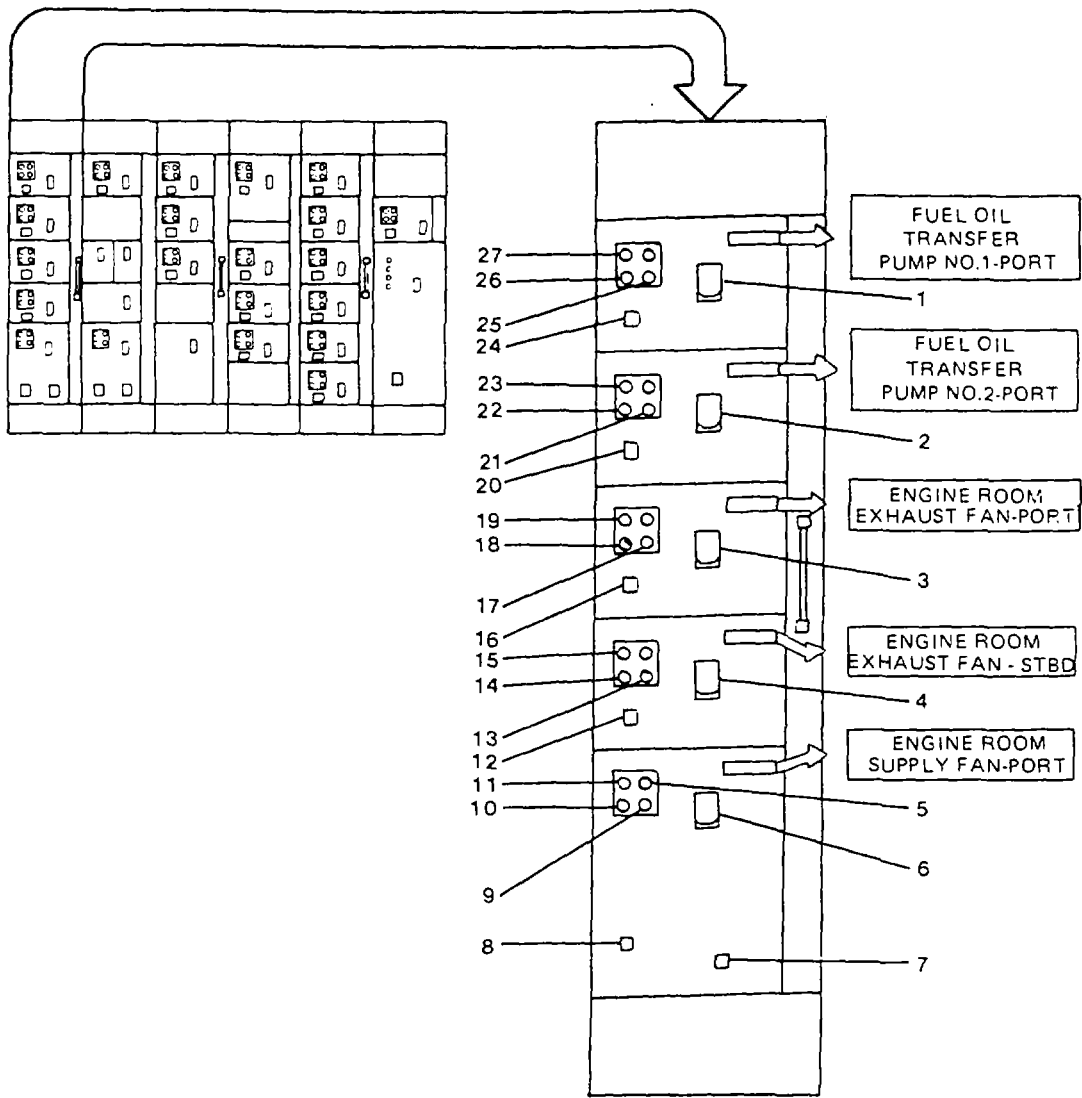 FUEL OIL
TRANSFER
PUMP NO.1-PORT
27
26
25
24
1
FUEL OIL
TRANSFER
PUMP NO.2-PORT
23
22
21
20
2
ENGINE ROOM
EXHAUST FAN-PORT
19
18
17
16
3
ENGINE ROOM
EXHAUST FAN - STBD
15
14
13
12
4
ENGINE ROOM
SUPPLY FAN-PORT
11
10
9
5
6
8
7